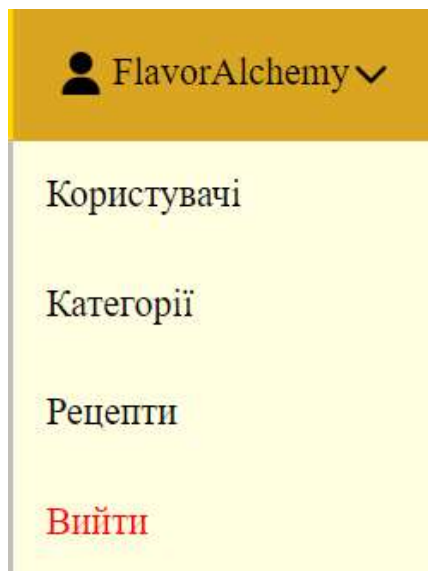 FlavorAlchemy
Користувачі
Категорії
Рецепти
Вийти